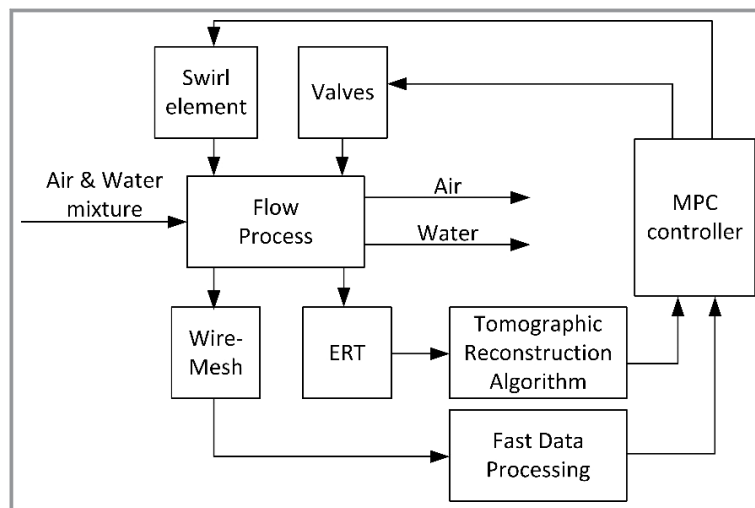 Swirl
element
Valves
Air & Water
mixture
Flow
Process
Air
Water
MPC
controller
Wire-
Mesh
ERT
Tomographic
Reconstruction
Algorithm
Fast Data
Processing